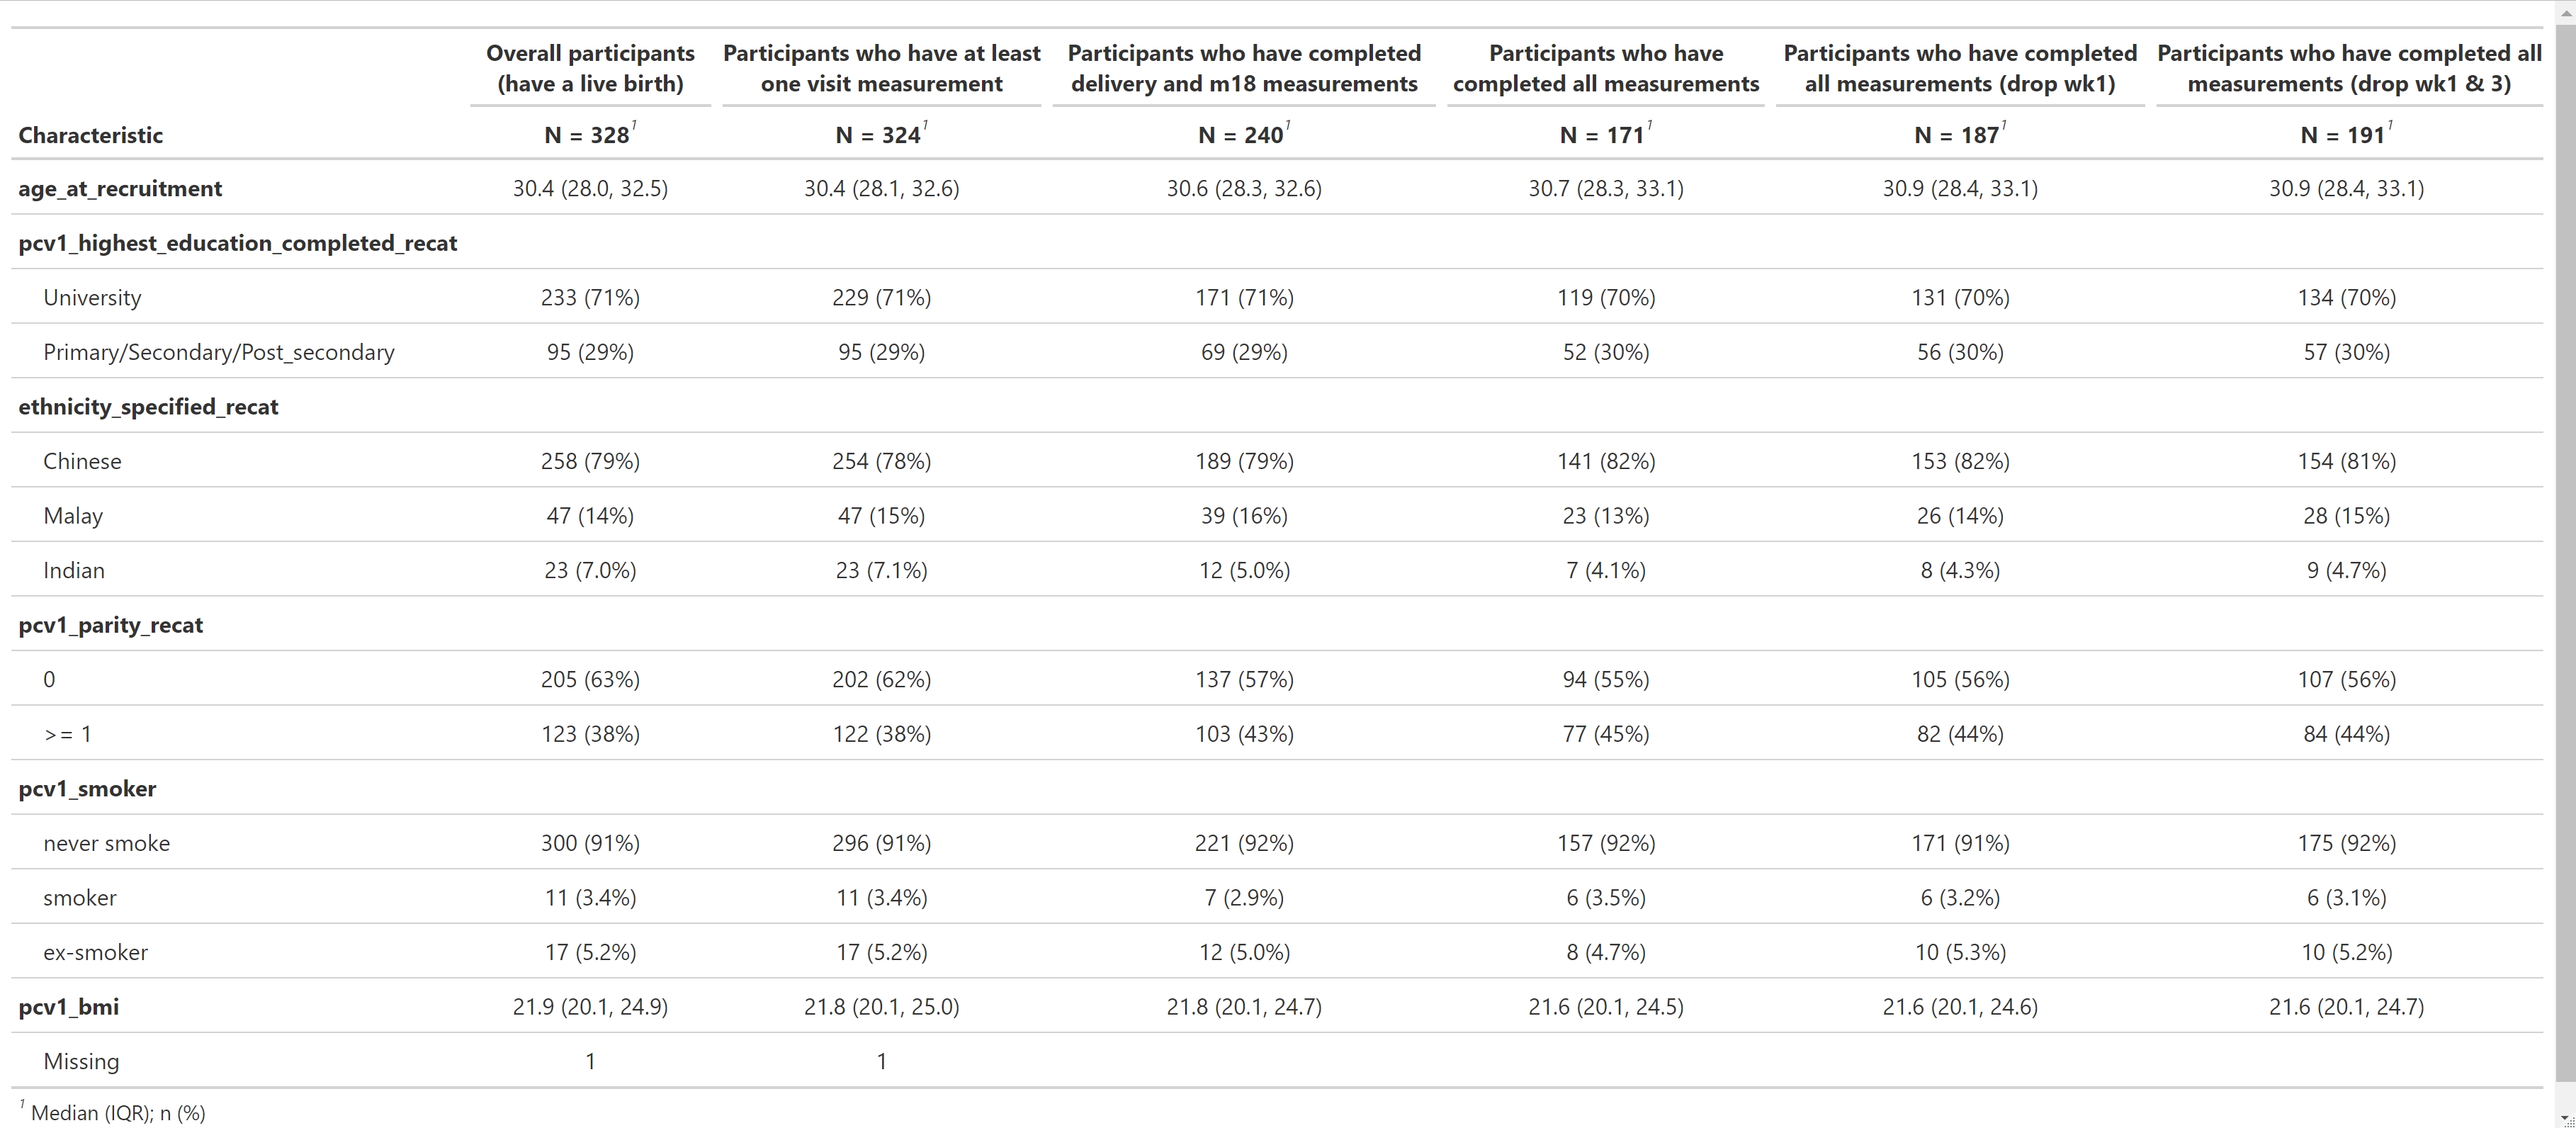 Overall participants Participants who have at least Participants who have completed Participants who have Participants who have completed Participants who have completed all
(have a live birth) one visit measurement delivery and m18 measurements completed all measurements all measurements (drop wk1) measurements (drop wk1 & 3)
Characteristic N = 328¹ N = 324¹ N = 240¹ N = 171¹ N = 187¹ N = 191¹
age_at_recruitment 30.4 (28.0, 32.5) 30.4 (28.1, 32.6) 30.6 (28.3, 32.6) 30.7 (28.3, 33.1) 30.9 (28.4, 33.1) 30.9 (28.4, 33.1)
pcv1_highest_education_completed_recat
University 233 (71%) 229 (71%) 171 (71%) 119 (70%) 131 (70%) 134 (70%)
Primary/Secondary/Post_secondary 95 (29%) 95 (29%) 69 (29%) 52 (30%) 56 (30%) 57 (30%)
ethnicity_specified_recat
Chinese 258 (79%) 254 (78%) 189 (79%) 141 (82%) 153 (82%) 154 (81%)
Malay 47 (14%) 47 (15%) 39 (16%) 23 (13%) 26 (14%) 28 (15%)
Indian 23 (7.0%) 23 (7.1%) 12 (5.0%) 7 (4.1%) 8 (4.3%) 9 (4.7%)
pcv1_parity_recat
0 205 (63%) 202 (62%) 137 (57%) 94 (55%) 105 (56%) 107 (56%)
>= 1 123 (38%) 122 (38%) 103 (43%) 77 (45%) 82 (44%) 84 (44%)
pcv1_smoker
never smoke 300 (91%) 296 (91%) 221 (92%) 157 (92%) 171 (91%) 175 (92%)
smoker 11 (3.4%) 11 (3.4%) 7 (2.9%) 6 (3.5%) 6 (3.2%) 6 (3.1%)
ex-smoker 17 (5.2%) 17 (5.2%) 12 (5.0%) 8 (4.7%) 10 (5.3%) 10 (5.2%)
pcv1_bmi 21.9 (20.1, 24.9) 21.8 (20.1, 25.0) 21.8 (20.1, 24.7) 21.6 (20.1, 24.5) 21.6 (20.1, 24.6) 21.6 (20.1, 24.7)
Missing 1 1
¹ Median (IQR); n (%)